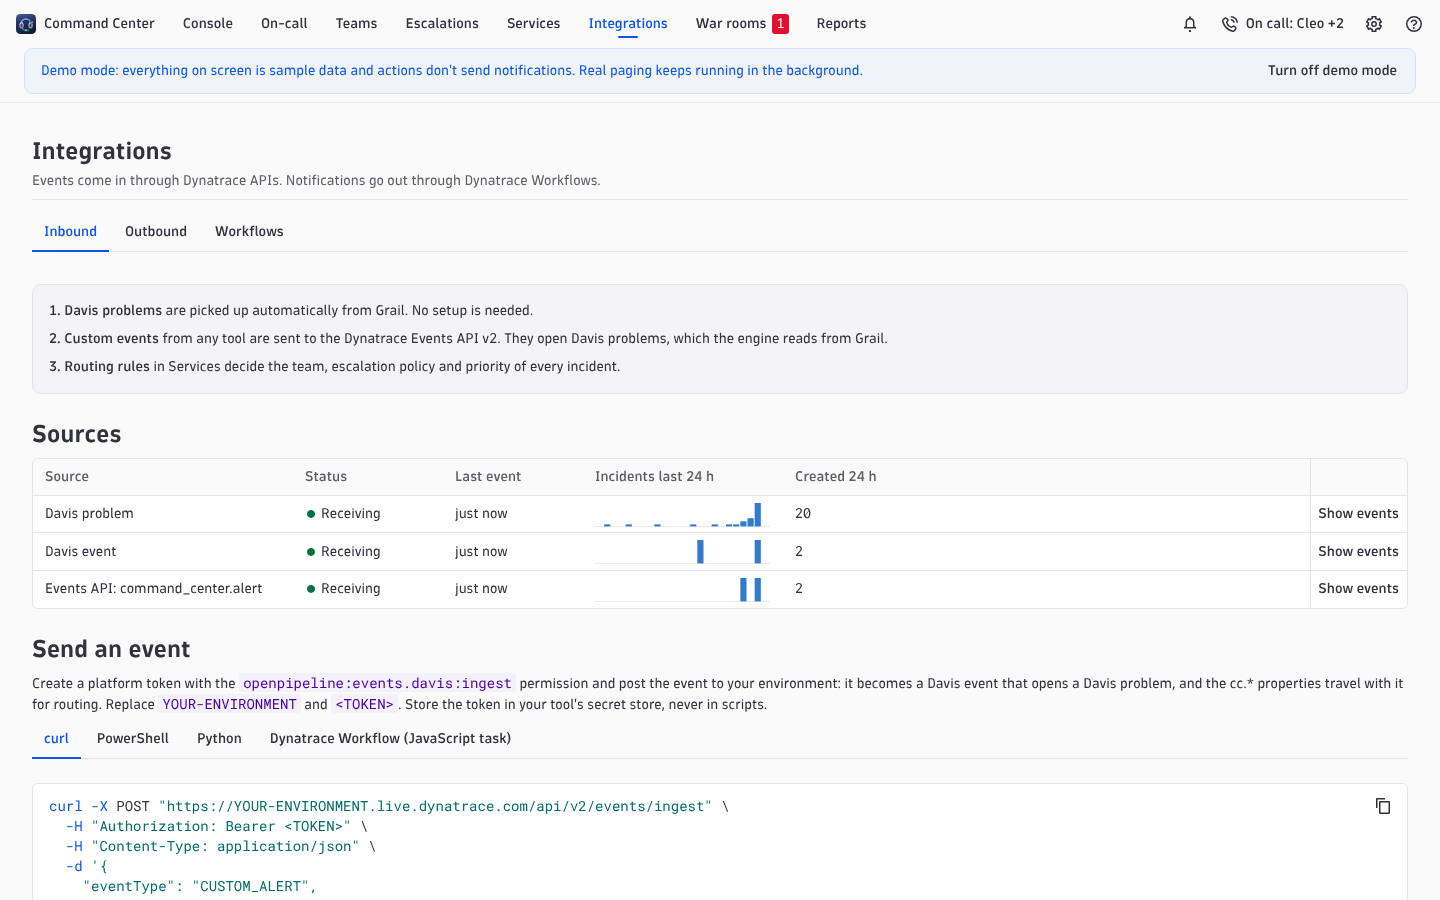 Command Center Console On-call Teams Escalations Services Integrations War rooms 1 Reports On call: Cleo +2
Demo mode: everything on screen is sample data and actions don't send notifications. Real paging keeps running in the background. Turn off demo mode
Integrations
Events come in through Dynatrace APIs. Notifications go out through Dynatrace Workflows.
Inbound Outbound Workflows
1. Davis problems are picked up automatically from Grail. No setup is needed.
2. Custom events from any tool are sent to the Dynatrace Events API v2. They open Davis problems, which the engine reads from Grail.
3. Routing rules in Services decide the team, escalation policy and priority of every incident.
Sources
Source Status Last event Incidents last 24 h Created 24 h
Davis problem Receiving just now 20 Show events
Davis event Receiving just now 2 Show events
Events API: command_center.alert Receiving just now 2 Show events
Send an event
Create a platform token with the openpipeline:events.davis:ingest permission and post the event to your environment: it becomes a Davis event that opens a Davis problem, and the cc.* properties travel with it
for routing. Replace YOUR-ENVIRONMENT and <TOKEN>. Store the token in your tool's secret store, never in scripts.
curl PowerShell Python Dynatrace Workflow (JavaScript task)
curl -X POST "https://YOUR-ENVIRONMENT.live.dynatrace.com/api/v2/events/ingest" \
-H "Authorization: Bearer <TOKEN>" \
-H "Content-Type: application/json" \
-d '{
"eventType": "CUSTOM_ALERT",